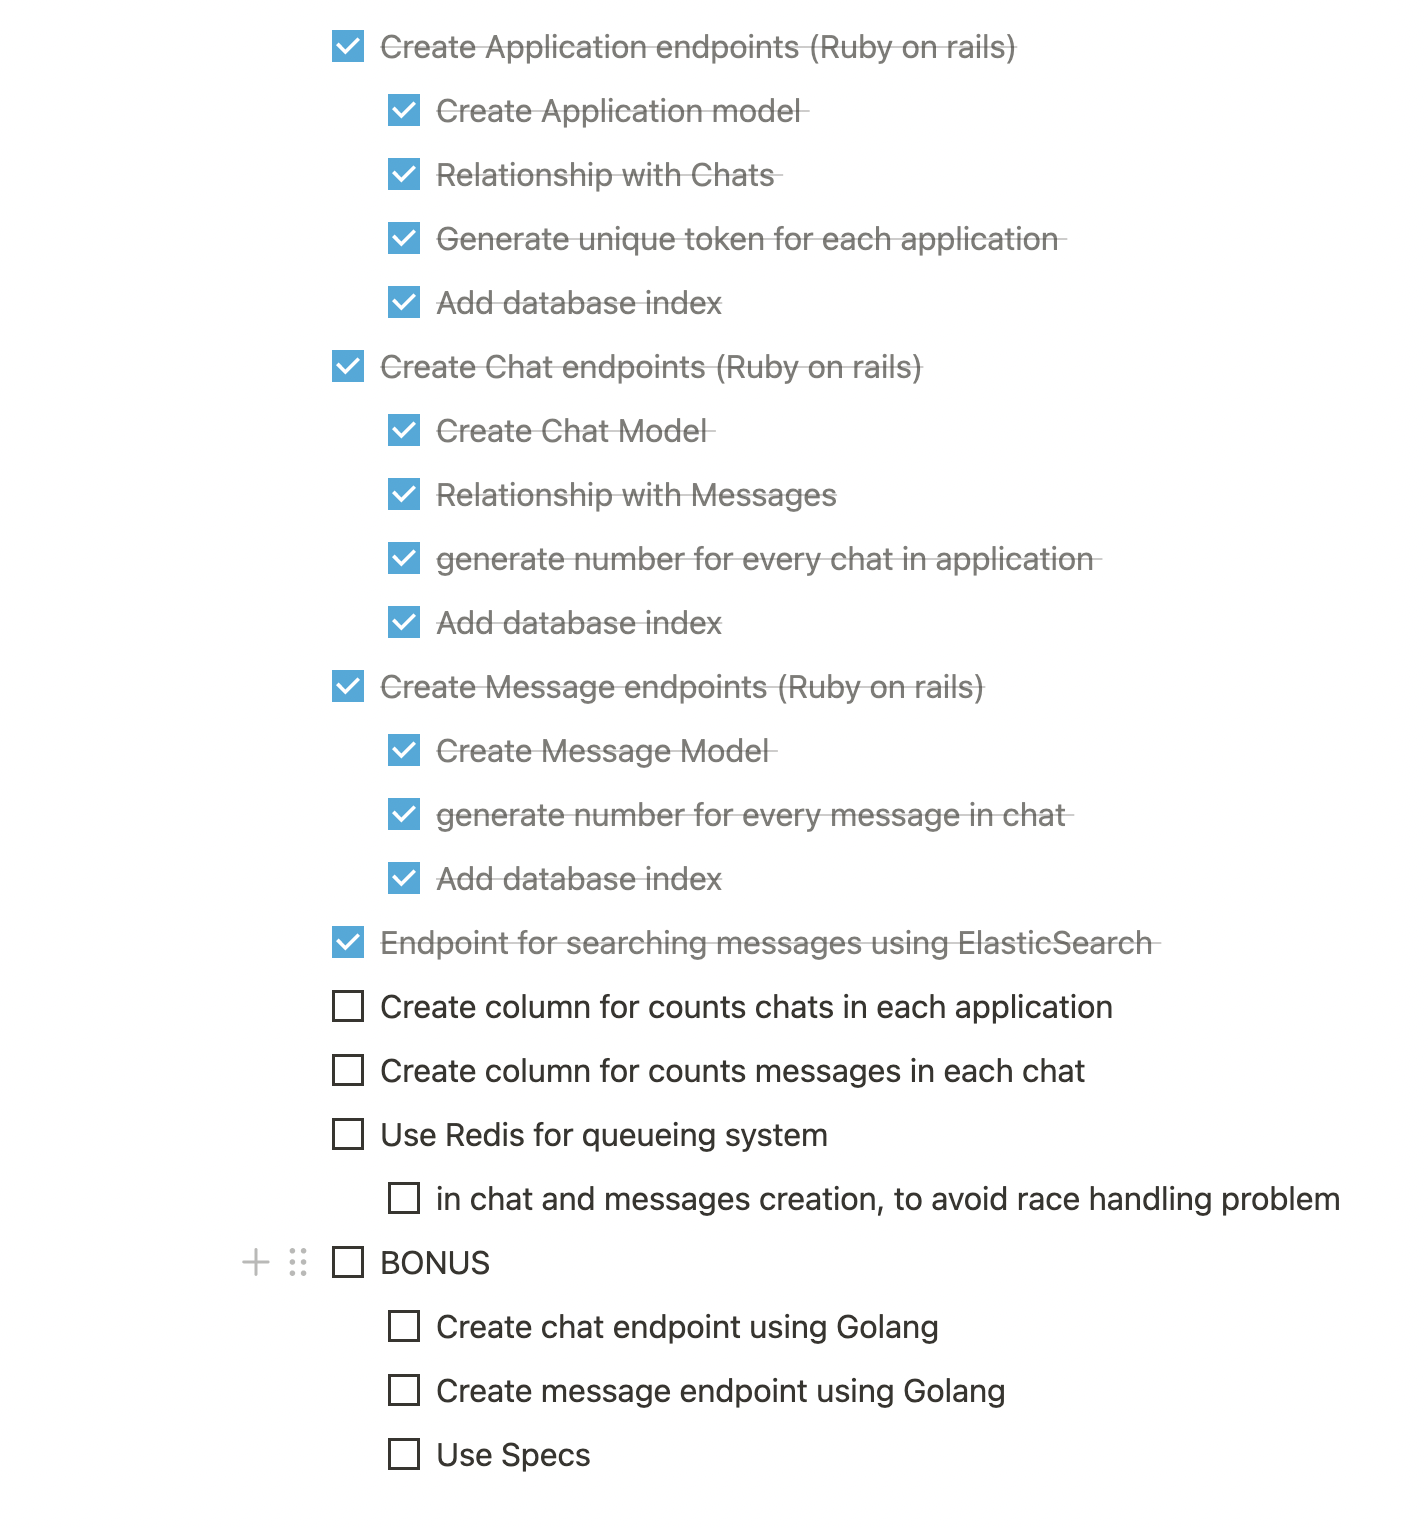 Create Application endpoints (Ruby on rails)
Create Application model
Relationship with Chats
Generate unique token for each application
Add database index
Create Chat endpoints (Ruby on rails)
Create Chat Model
Relationship with Messages
generate number for every chat in application
Add database index
Create Message endpoints (Ruby on rails)
Create Message Model
generate number for every message in chat
Add database index
Endpoint for searching messages using ElasticSearch
Create column for counts chats in each application
Create column for counts messages in each chat
Use Redis for queueing system
in chat and messages creation, to avoid race handling problem
BONUS
Create chat endpoint using Golang
Create message endpoint using Golang
Use Specs